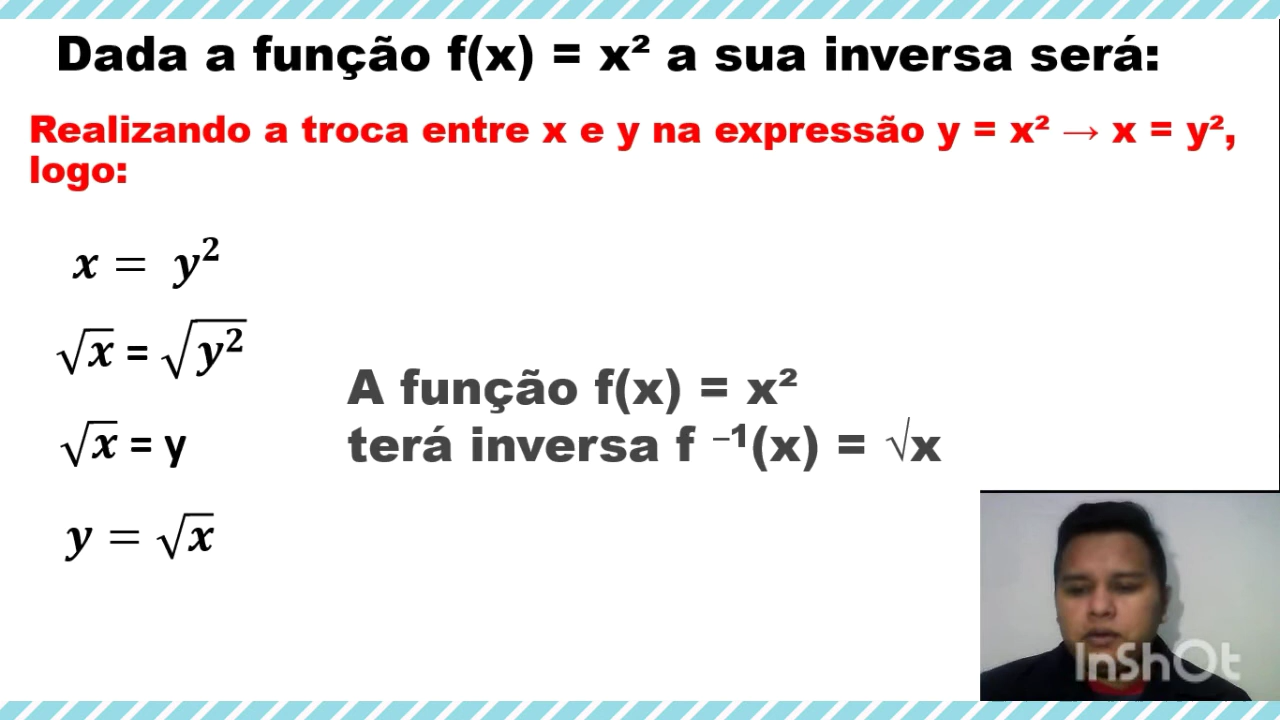 Dada a função f(x) = x² a sua inversa será:
Realizando a troca entre x e y na expressão y = x² → x = y²,
logo:
x = y²
√x = √y²
√x = y
y = √x
A função f(x) = x²
terá inversa f ⁻¹(x) = √x
InShOt